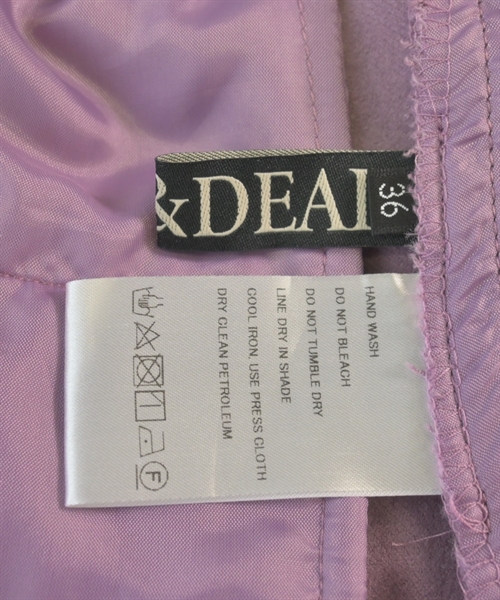 & DEAL
36
HAND WASH
DO NOT BLEACH
DO NOT TUMBLE DRY
LINE DRY IN SHADE
COOL IRON, USE PRESS CLOTH
DRY CLEAN PETROLEUM
F